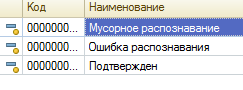 Код Наименование
0000000... Мусорное распознавание
0000000... Ошибка распознавания
0000000... Подтвержден